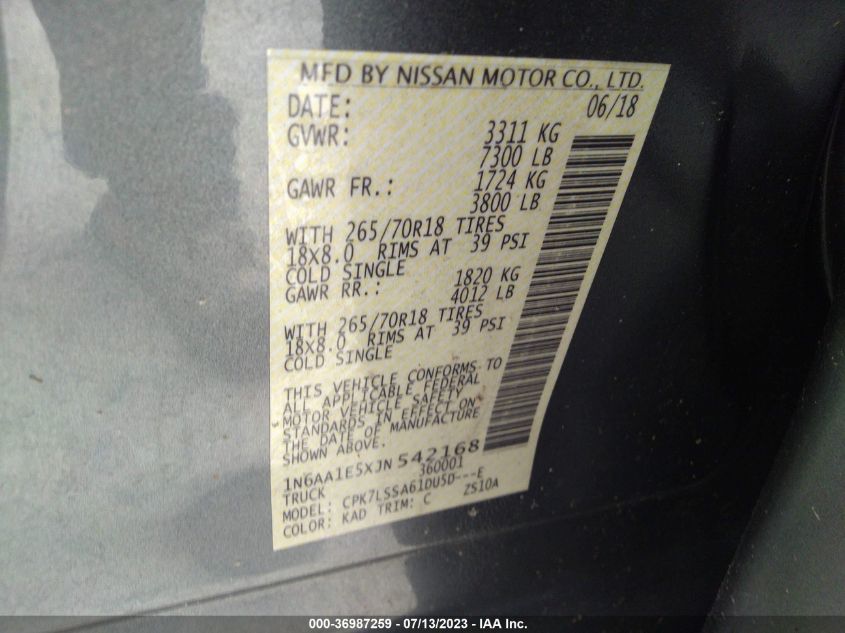 MFD BY NISSAN MOTOR CO., LTD.
DATE: 06/18
GVWR: 3311 KG
7300 LB
GAWR FR.: 1724 KG
3800 LB
WITH 265/70R18 TIRES
18X8.0 RIMS AT 39 PSI
COLD SINGLE
GAWR RR.: 1820 KG
4012 LB
WITH 265/70R18 TIRES
18X8.0 RIMS AT 39 PSI
COLD SINGLE
THIS VEHICLE CONFORMS TO
ALL APPLICABLE FEDERAL
MOTOR VEHICLE SAFETY
STANDARDS IN EFFECT ON
THE DATE OF MANUFACTURE
SHOWN ABOVE.
1N6AA1E5XJN542168
TRUCK 360001
MODEL: CPK7LSSA61DU5D---E
COLOR: KAD TRIM: C ZS10A
000-36987259 - 07/13/2023 - IAA Inc.